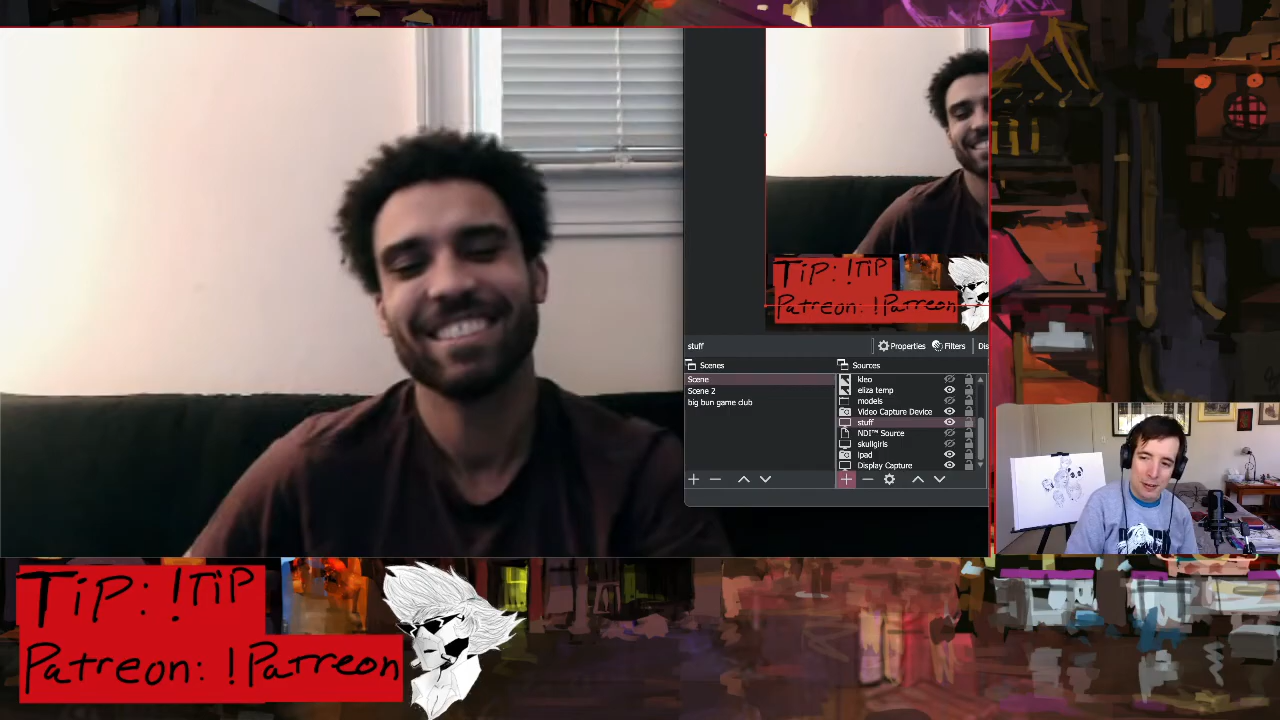 Tip: !Tip
Patreon: !Patreon
stuff
Properties
Filters
Dis
Scenes
Scene
Scene 2
big bun game club
Sources
kleo
eliza temp
models
Video Capture Device
stuff
NDI™ Source
skullgirls
ipad
Display Capture
Tip: !Tip
Patreon: !Patreon